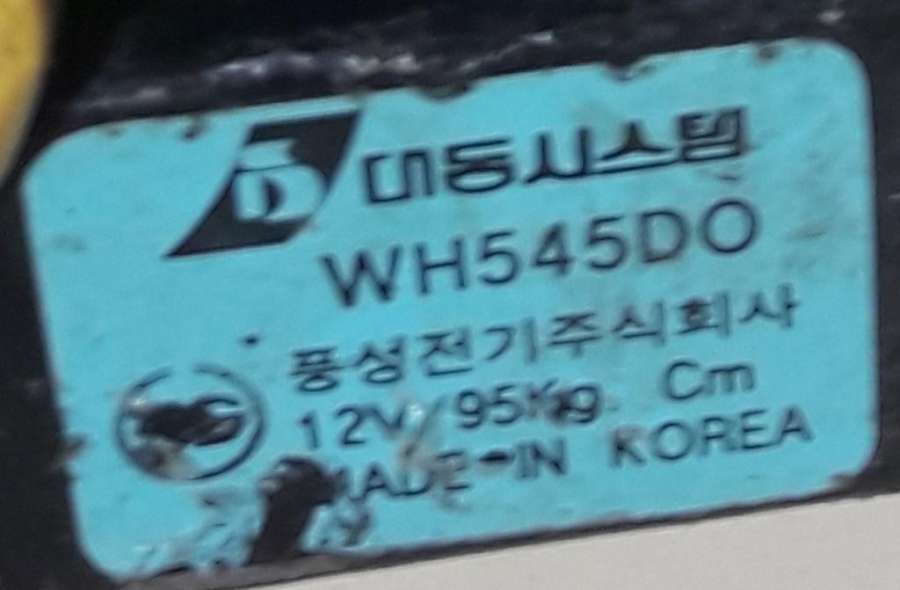 대동시스템
WH545DO
풍성전기주식회사
12V/95Kg. Cm
MADE-IN KOREA